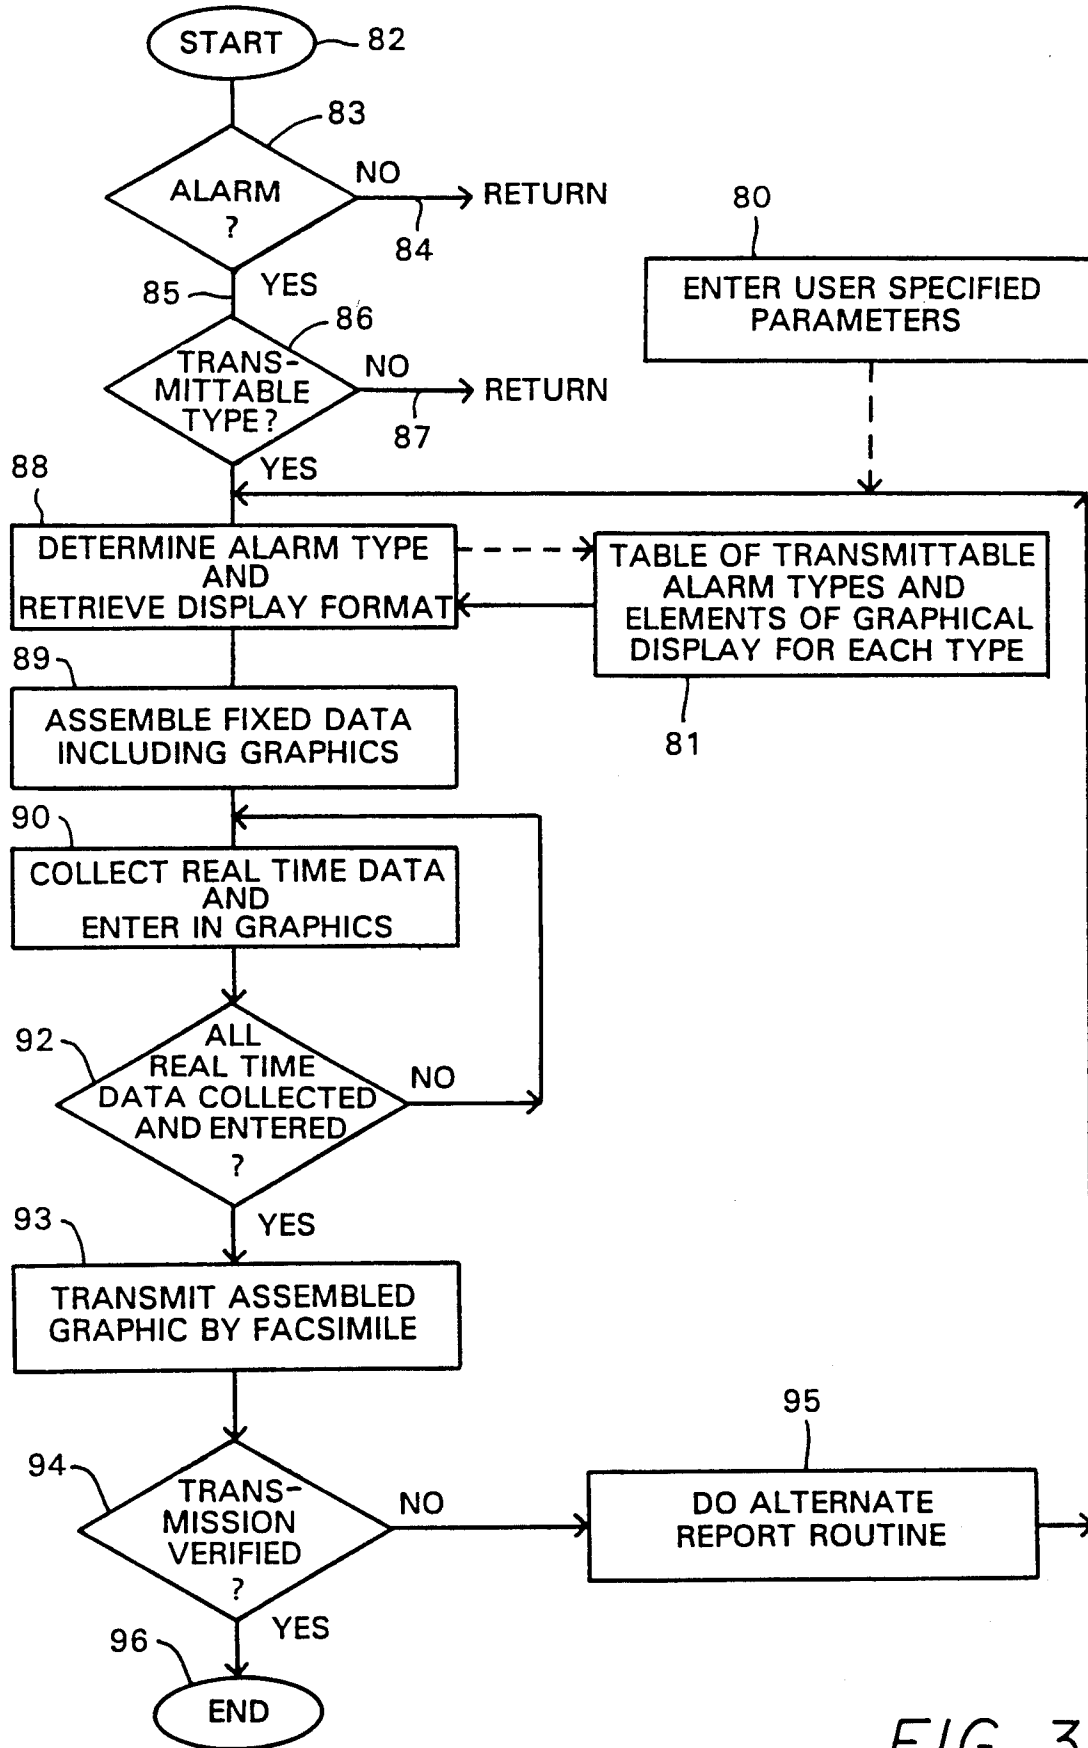 START
82
83
ALARM
?
NO
RETURN
84
85
YES
86
TRANS-
MITTABLE
TYPE?
NO
RETURN
87
YES
80
ENTER USER SPECIFIED
PARAMETERS
88
DETERMINE ALARM TYPE
AND
RETRIEVE DISPLAY FORMAT
TABLE OF TRANSMITTABLE
ALARM TYPES AND
ELEMENTS OF GRAPHICAL
DISPLAY FOR EACH TYPE
81
89
ASSEMBLE FIXED DATA
INCLUDING GRAPHICS
90
COLLECT REAL TIME DATA
AND
ENTER IN GRAPHICS
92
ALL
REAL TIME
DATA COLLECTED
AND ENTERED
?
NO
YES
93
TRANSMIT ASSEMBLED
GRAPHIC BY FACSIMILE
94
TRANS-
MISSION
VERIFIED
?
NO
95
DO ALTERNATE
REPORT ROUTINE
YES
96
END
FIG. 3